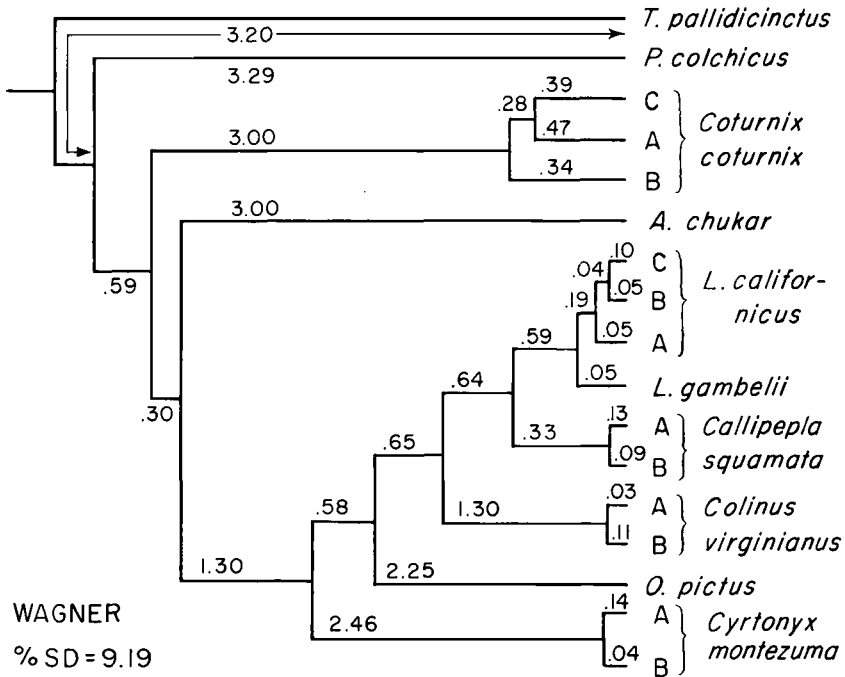 T. pallidicinctus
3.20
P. colchicus
3.29
.39
C
.28
Coturnix
3.00
.47
A
coturnix
.34
B
3.00
A. chukar
.10
C
.04
L. califor-
.59
.05
B
nicus
.19
.05
A
.59
.64
.05
L. gambelii
.30
.13
A
Callipepla
.33
.09
B
squamata
.65
.03
A
Colinus
.58
1.30
.11
B
virginianus
1.30
2.25
O. pictus
WAGNER
.14
A
Cyrtonyx
2.46
montezuma
% SD = 9.19
.04
B